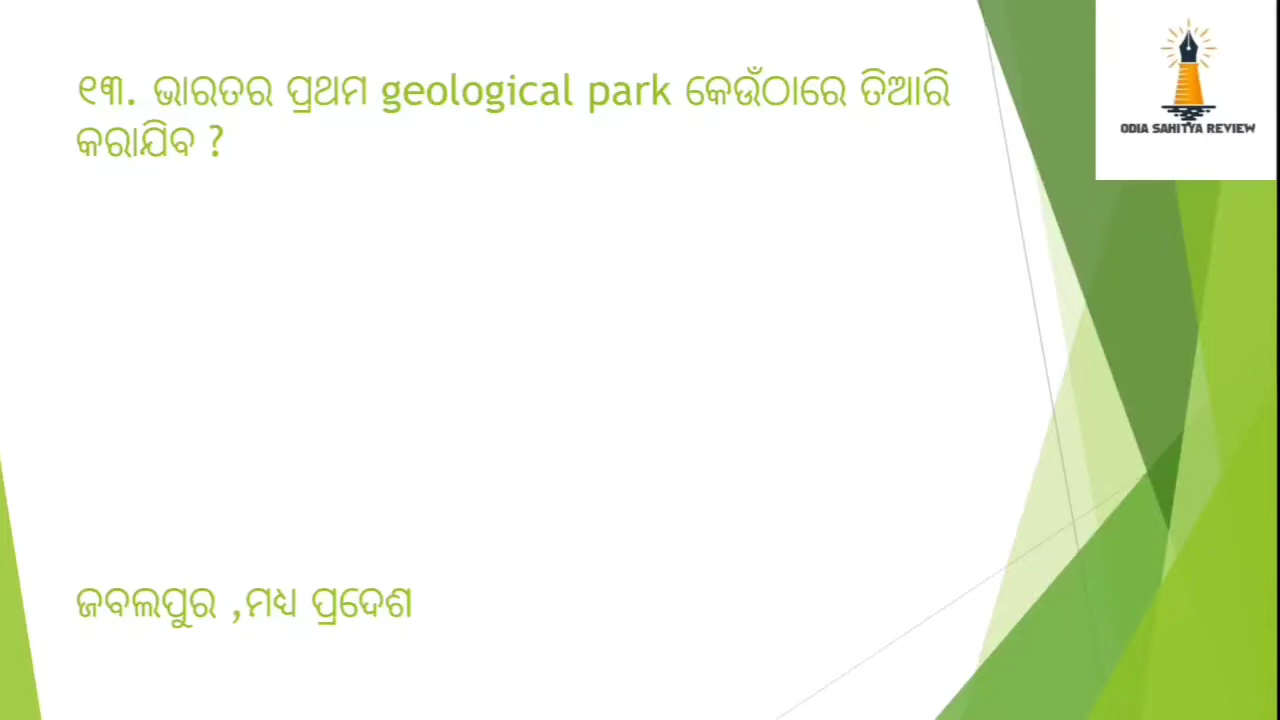 ୧୩. ଭାରତର ପ୍ରଥମ geological park କେଉଁଠାରେ ତିଆରି
କରାଯିବ ?
ODIA SAHITYA REVIEW
ଜବଲପୁର ,ମଧ୍ୟ ପ୍ରଦେଶ